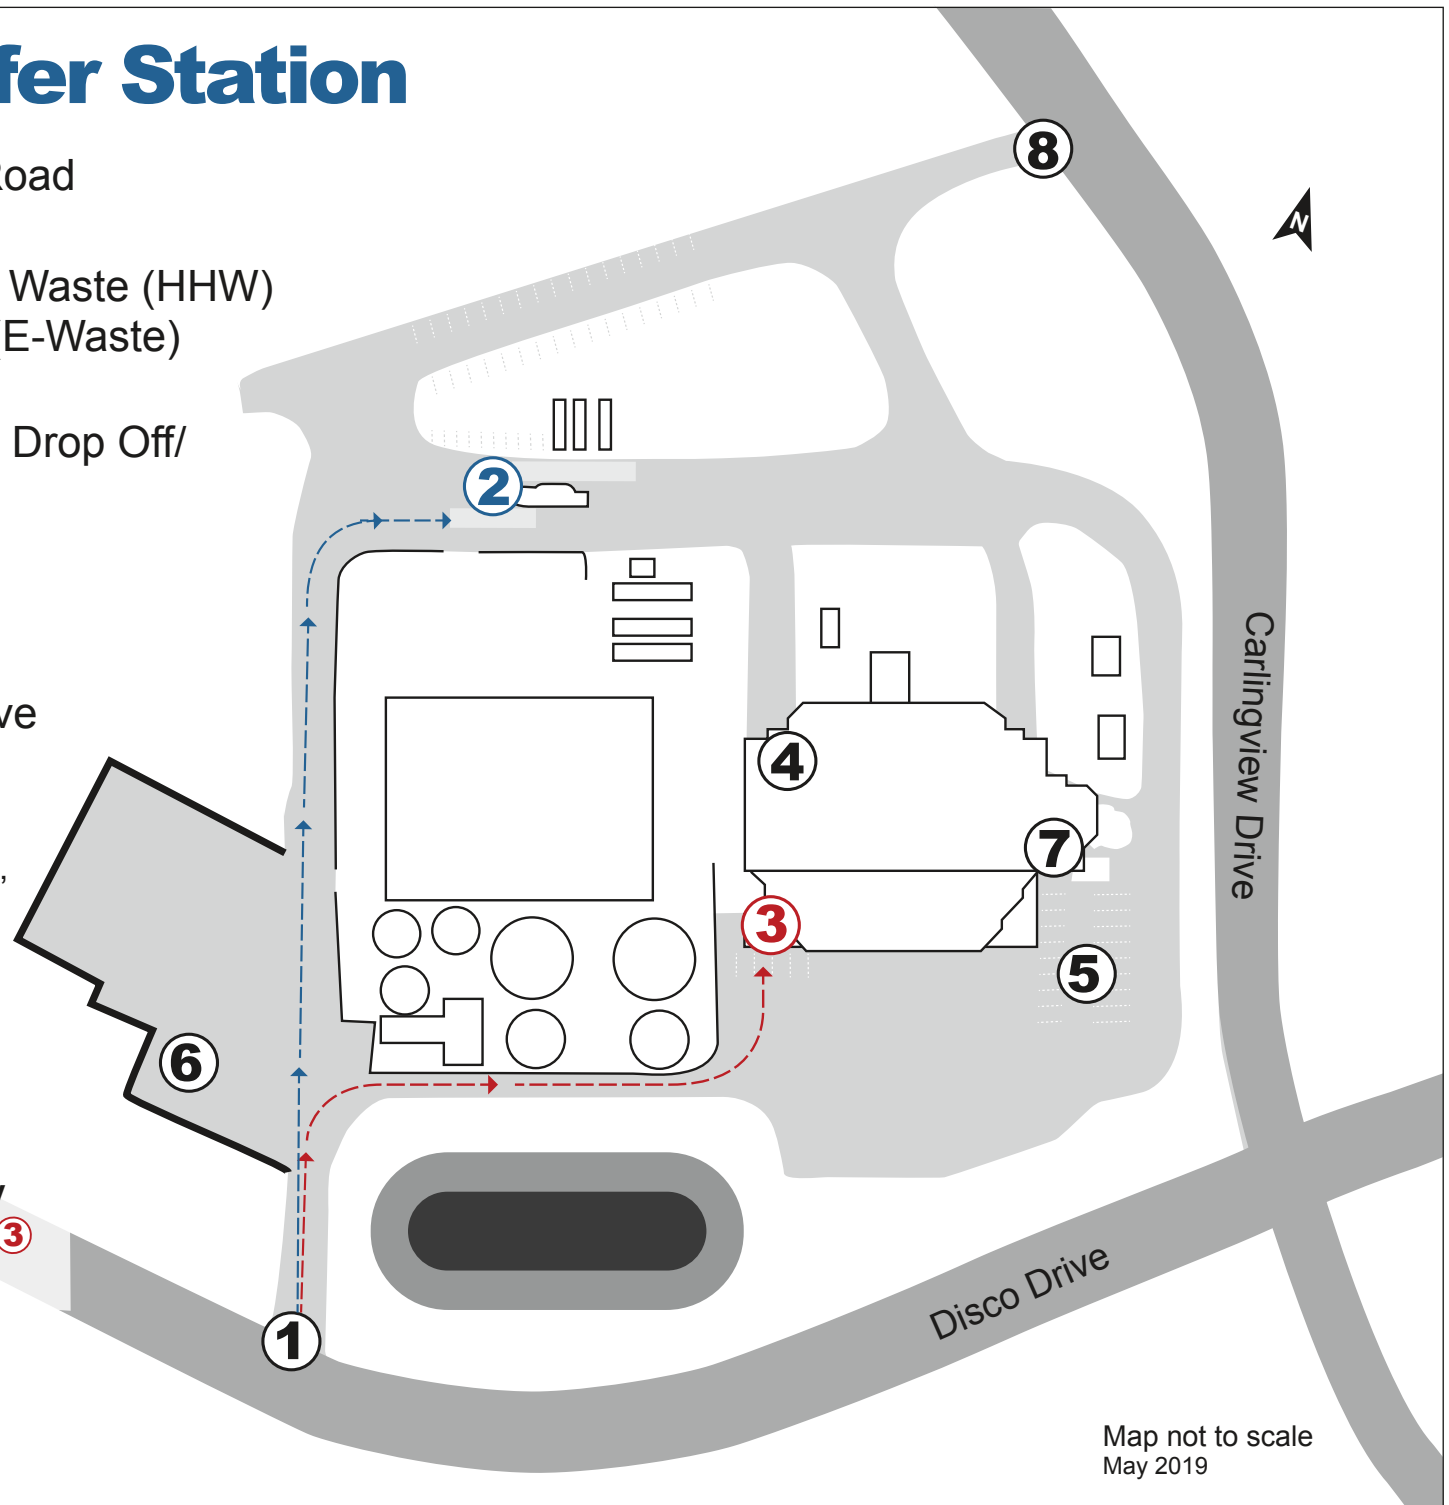 fer Station
Road
Waste (HHW)
(E-Waste)
Drop Off/
ve
,
y
3
1
2
3
4
5
6
7
8
N
Carlingview Drive
Disco Drive
Map not to scale
May 2019